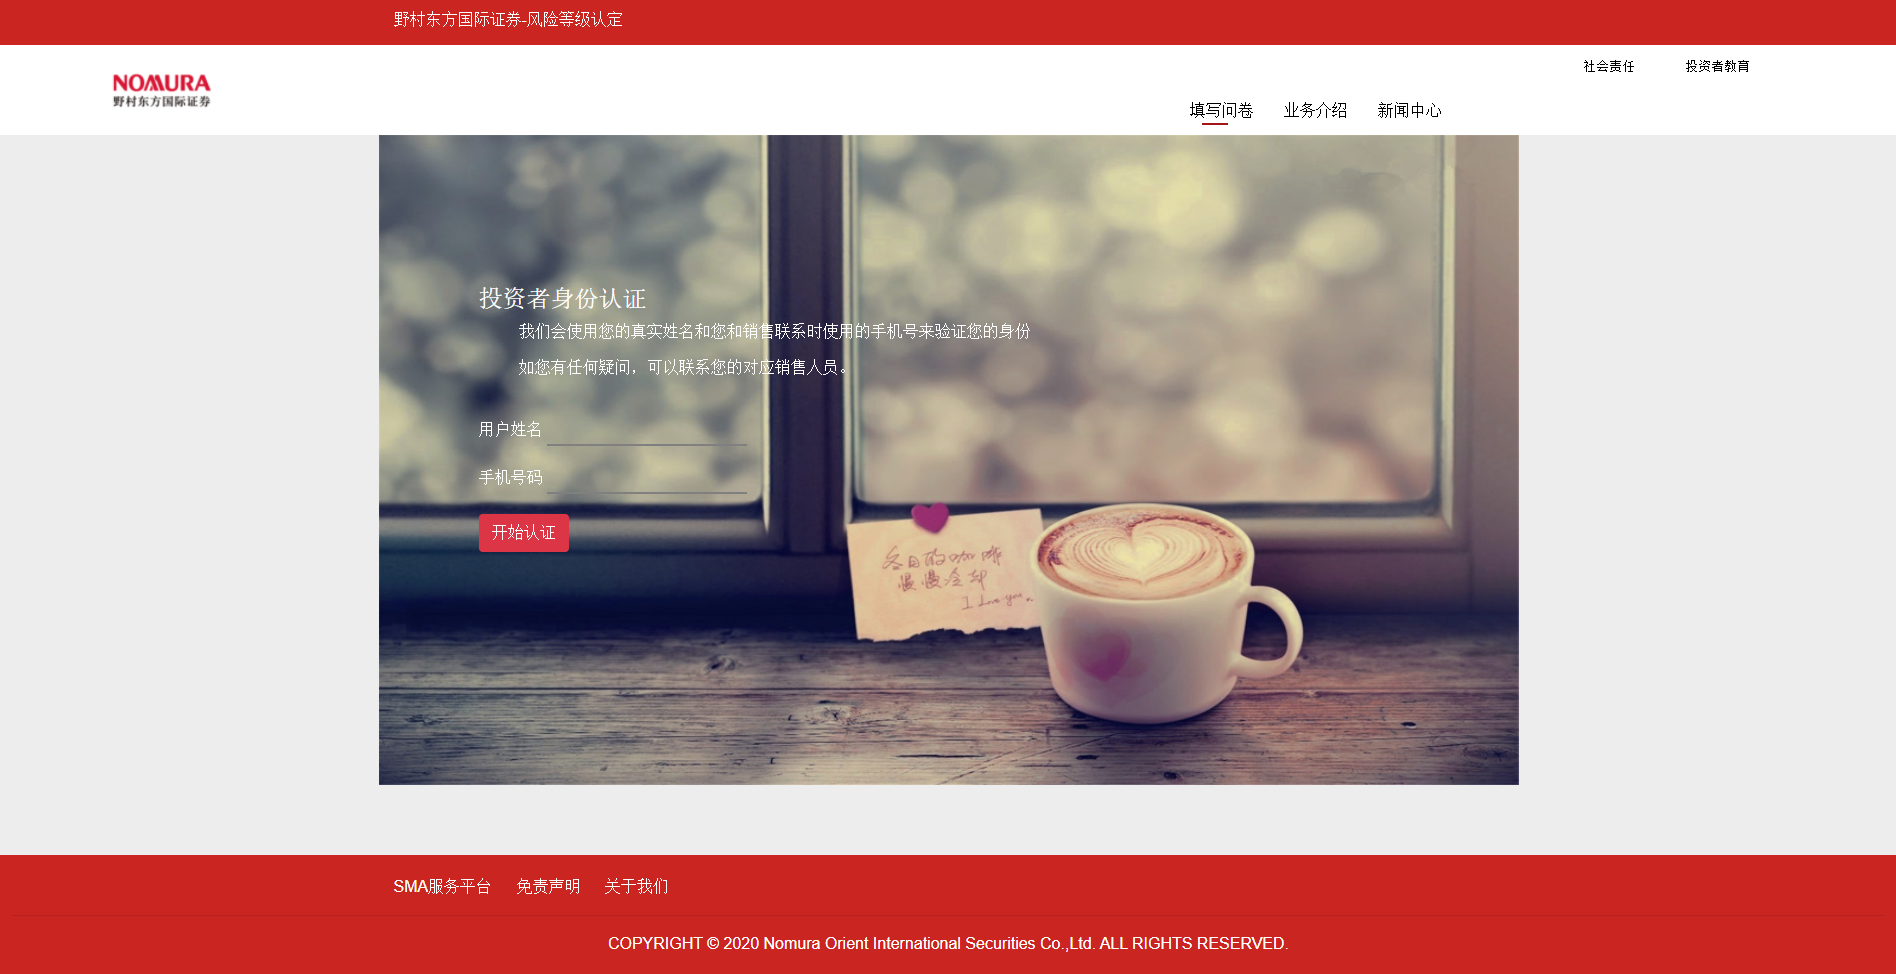 野村东方国际证券-风险等级认定
社会责任 投资者教育
NOMURA
野村东方国际证券
填写问卷 业务介绍 新闻中心
投资者身份认证
我们会使用您的真实姓名和您和销售联系时使用的手机号来验证您的身份
如您有任何疑问，可以联系您的对应销售人员。
用户姓名
手机号码
开始认证
冬日的咖啡
慢慢冷却
I love you.
SMA服务平台 免责声明 关于我们
COPYRIGHT © 2020 Nomura Orient International Securities Co.,Ltd. ALL RIGHTS RESERVED.